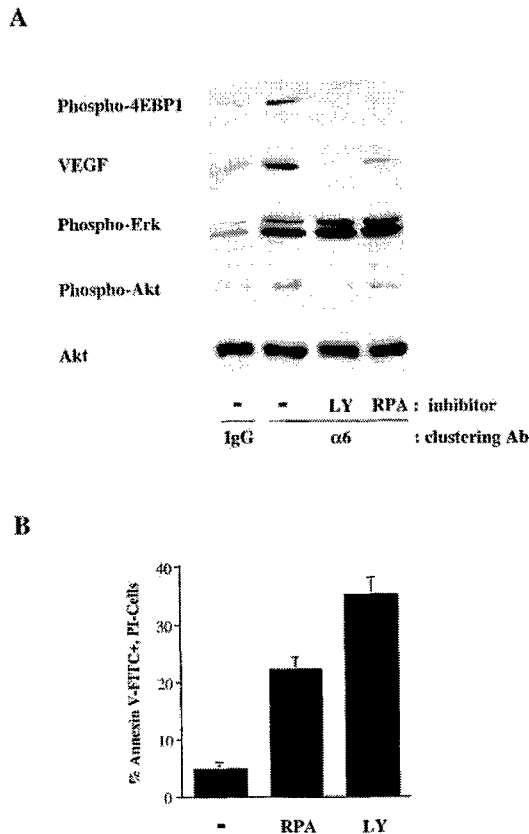 A
Phospho-4EBP1
VEGF
Phospho-Erk
Phospho-Akt
Akt
- - LY RPA : inhibitor
IgG α6 : clustering Ab
B
% Annexin V-FITC+, PI-Cells
40
30
20
10
0
- RPA LY